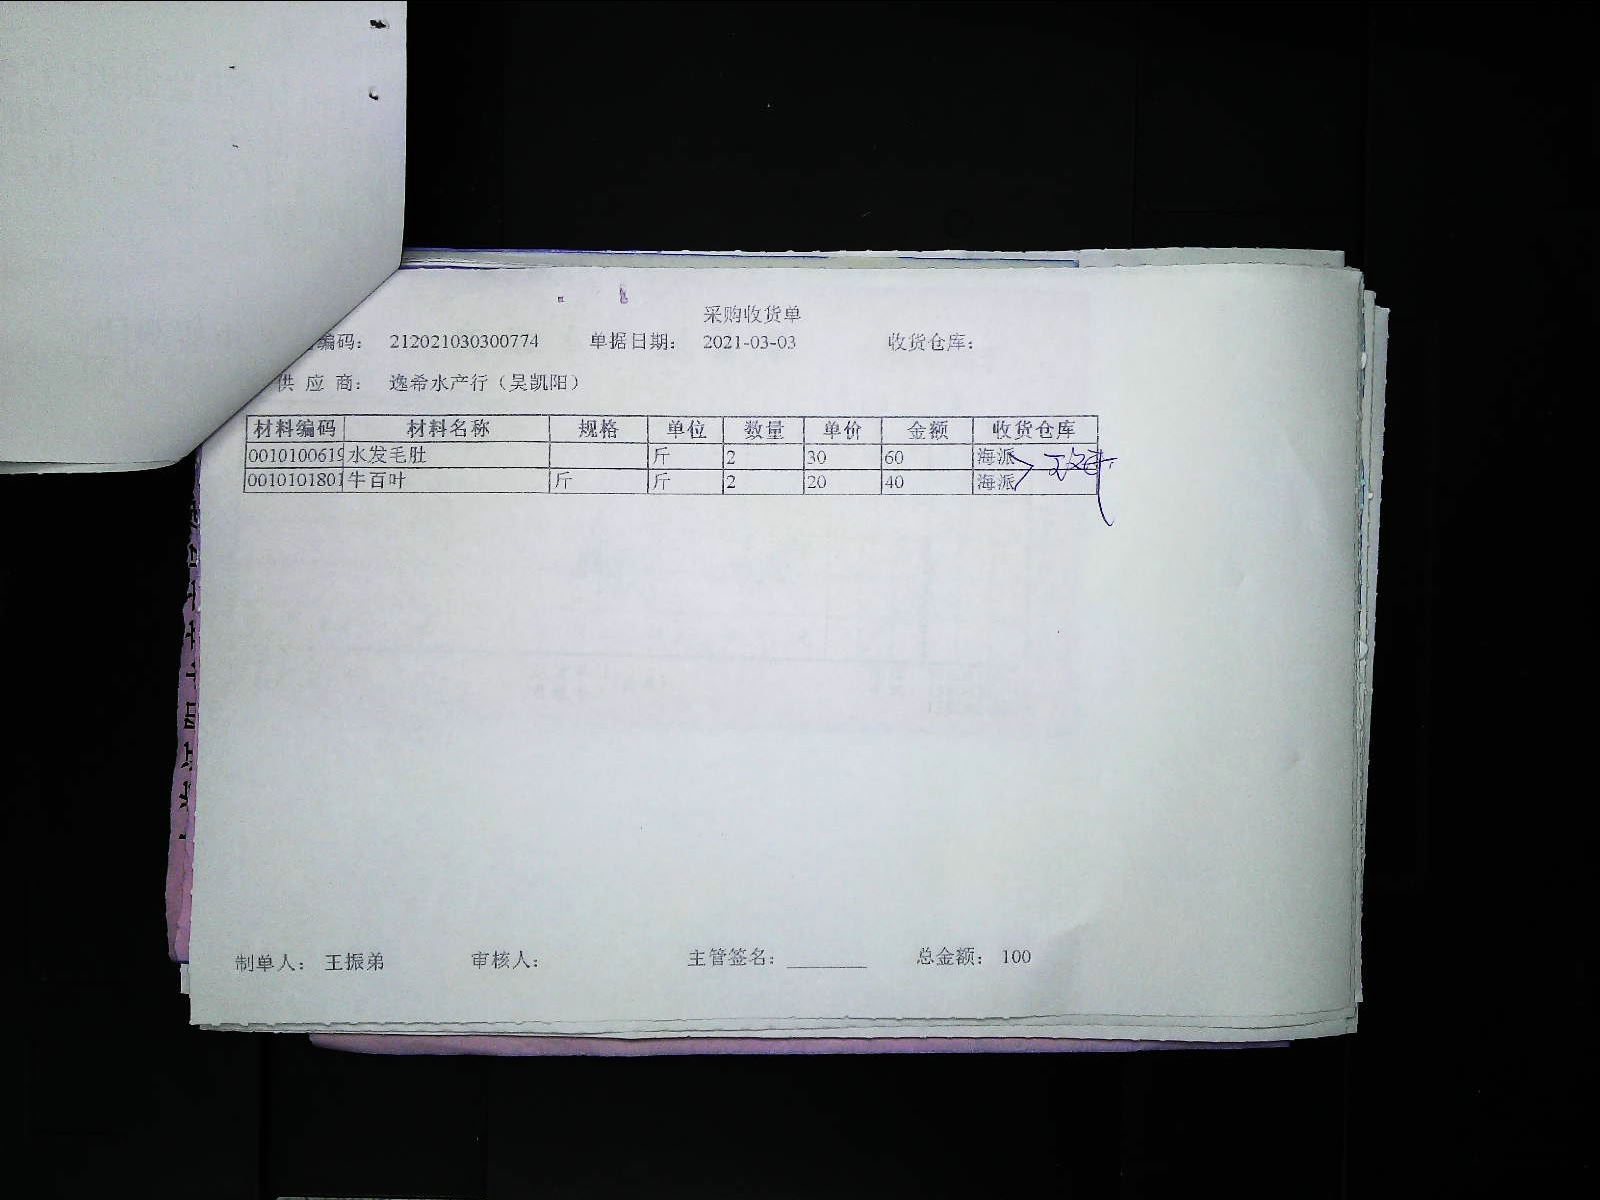 采购收货单
编码： 212021030300774 单据日期： 2021-03-03 收货仓库：
供 应 商： 逸希水产行（吴凯阳）
材料编码 材料名称 规格 单位 数量 单价 金额 收货仓库
0010100619 水发毛肚 斤 2 30 60 海派
0010101801 牛百叶 斤 斤 2 20 40 海派
制单人： 王振弟 审核人： 主管签名：________ 总金额： 100